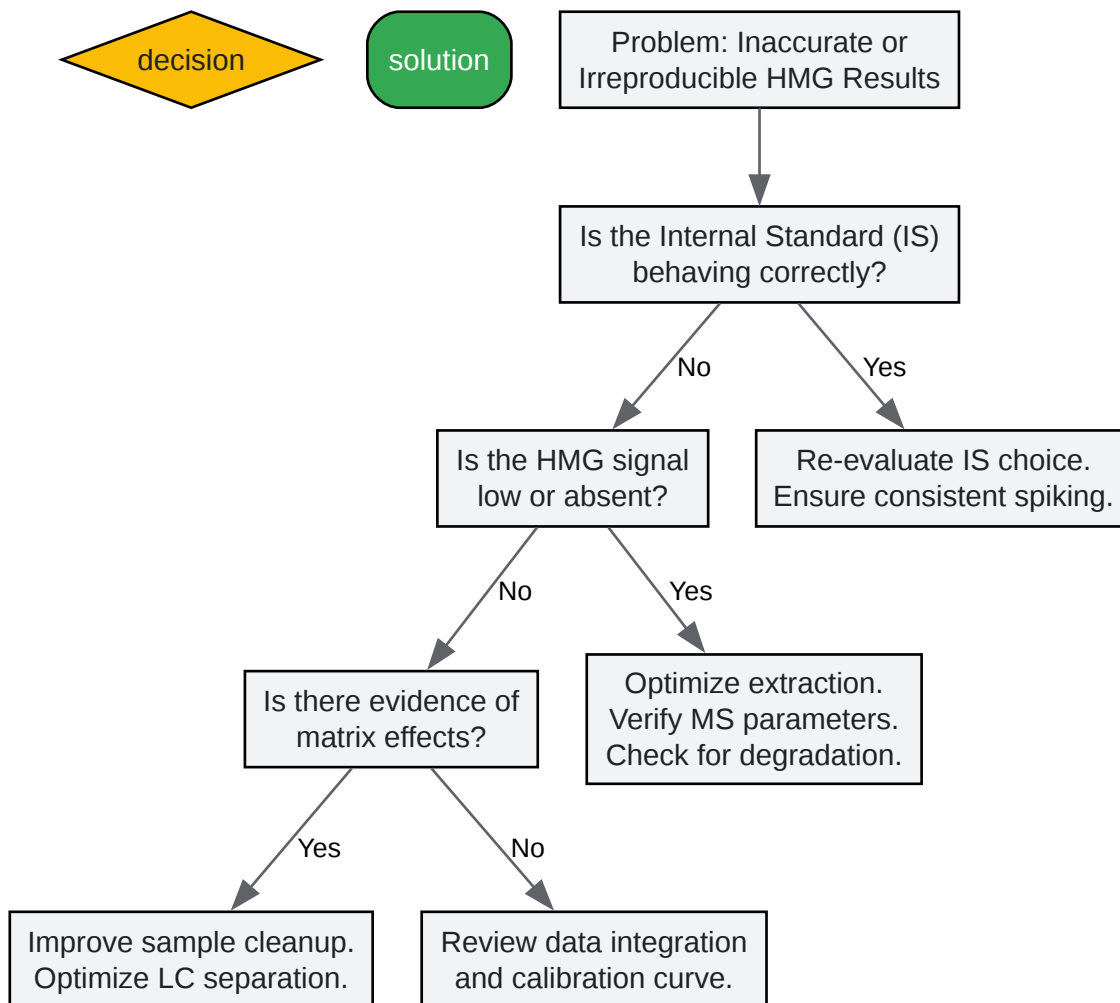 decision
solution
Problem: Inaccurate or
Irreproducible HMG Results
Is the Internal Standard (IS)
behaving correctly?
No
Yes
Is the HMG signal
low or absent?
Re-evaluate IS choice.
Ensure consistent spiking.
No
Yes
Is there evidence of
matrix effects?
Optimize extraction.
Verify MS parameters.
Check for degradation.
Yes
No
Improve sample cleanup.
Optimize LC separation.
Review data integration
and calibration curve.